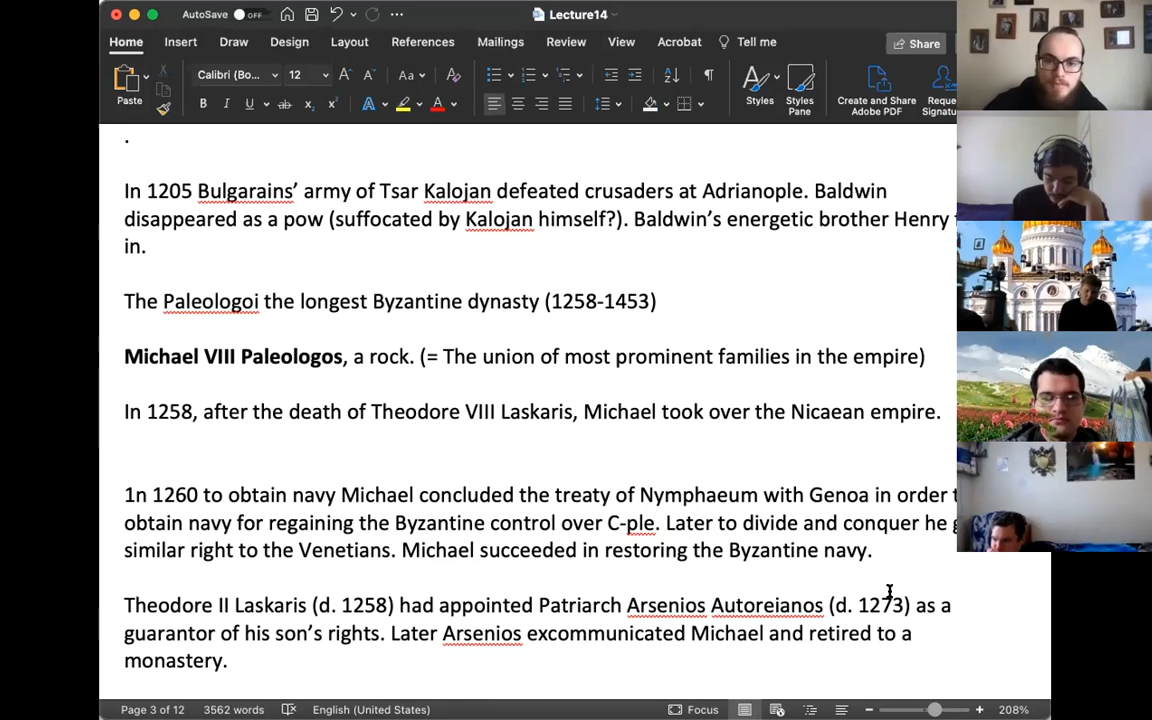 AutoSave OFF
Lecture14
Home Insert Draw Design Layout References Mailings Review View Acrobat Tell me
Share
Paste
Calibri (Bo... 12
Aa
Styles
Styles Pane
Create and Share Adobe PDF
.
In 1205 Bulgarains’ army of Tsar Kalojan defeated crusaders at Adrianople. Baldwin
disappeared as a pow (suffocated by Kalojan himself?). Baldwin’s energetic brother Henry
in.
The Paleologoi the longest Byzantine dynasty (1258-1453)
Michael VIII Paleologos, a rock. (= The union of most prominent families in the empire)
In 1258, after the death of Theodore VIII Laskaris, Michael took over the Nicaean empire.
1n 1260 to obtain navy Michael concluded the treaty of Nymphaeum with Genoa in order
obtain navy for regaining the Byzantine control over C-ple. Later to divide and conquer he
similar right to the Venetians. Michael succeeded in restoring the Byzantine navy.
Theodore II Laskaris (d. 1258) had appointed Patriarch Arsenios Autoreianos (d. 1273) as a
guarantor of his son’s rights. Later Arsenios excommunicated Michael and retired to a
monastery.
Page 3 of 12 3562 words English (United States) Focus 208%